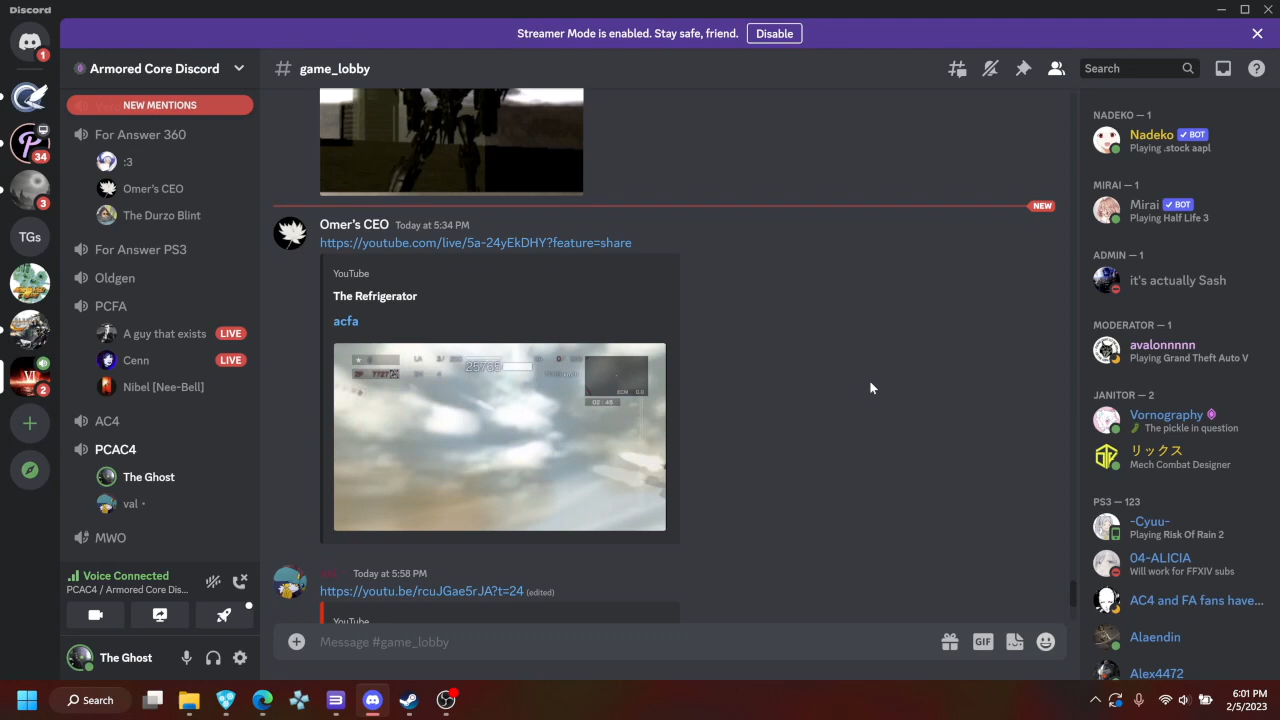 Discord
Streamer Mode is enabled. Stay safe, friend.
Disable
1
34
3
TGs
2
Armored Core Discord
NEW MENTIONS
For Answer 360
:3
Omer's CEO
The Durzo Blint
For Answer PS3
Oldgen
PCFA
A guy that exists LIVE
Cenn LIVE
Nibel [Nee-Bell]
AC4
PCAC4
The Ghost
val
MWO
Voice Connected
PCAC4 / Armored Core Dis...
The Ghost
game_lobby
Search
NEW
Omer's CEO Today at 5:34 PM
https://youtube.com/live/5a-24yEkDHY?feature=share
YouTube
The Refrigerator
acfa
25765
02:49
Today at 5:58 PM
https://youtu.be/rcuJGae5rJA?t=24 (edited)
YouTube
Message #game_lobby
GIF
NADEKO — 1
Nadeko ✓ BOT
Playing .stock aapl
MIRAI — 1
Mirai ✓ BOT
Playing Half Life 3
ADMIN — 1
it's actually Sash
MODERATOR — 1
avalonnnnn
Playing Grand Theft Auto V
JANITOR — 2
Vornography
The pickle in question
リックス
Mech Combat Designer
PS3 — 123
-Cyuu-
Playing Risk Of Rain 2
04-ALICIA
Will work for FFXIV subs
AC4 and FA fans have...
Alaendin
Alex4472
Search
6:01 PM
2/5/2023